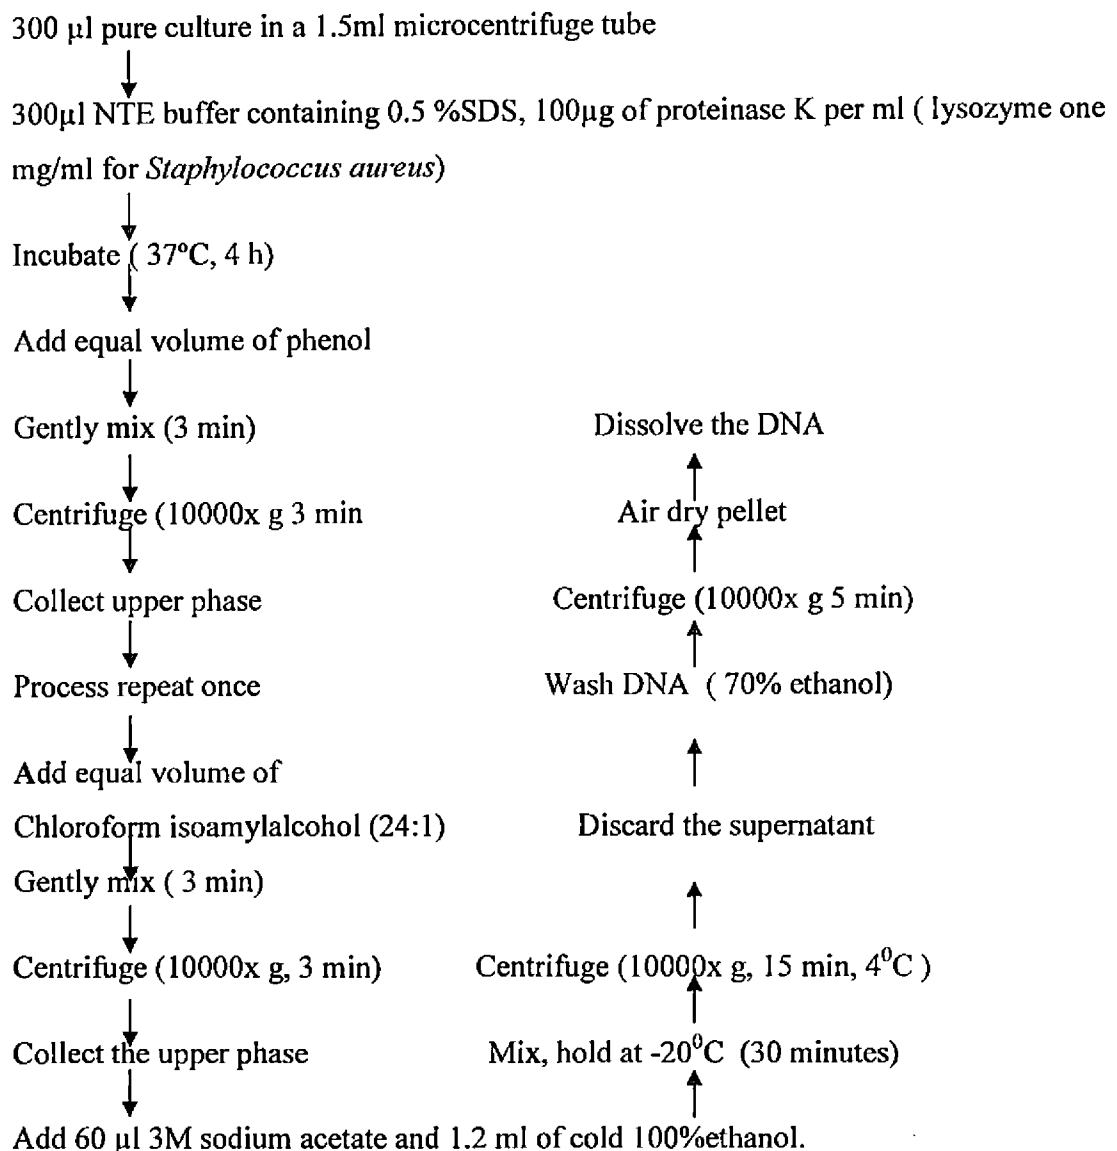 300 µl pure culture in a 1.5ml microcentrifuge tube
300µl NTE buffer containing 0.5 %SDS, 100µg of proteinase K per ml ( lysozyme one
mg/ml for Staphylococcus aureus)
Incubate ( 37ºC, 4 h)
Add equal volume of phenol
Gently mix (3 min)
Centrifuge (10000x g 3 min
Collect upper phase
Process repeat once
Add equal volume of
Chloroform isoamylalcohol (24:1)
Gently mix ( 3 min)
Centrifuge (10000x g, 3 min)
Collect the upper phase
Add 60 µl 3M sodium acetate and 1.2 ml of cold 100%ethanol.
Mix, hold at -20⁰C (30 minutes)
Centrifuge (10000x g, 15 min, 4⁰C )
Discard the supernatant
Wash DNA ( 70% ethanol)
Centrifuge (10000x g 5 min)
Air dry pellet
Dissolve the DNA